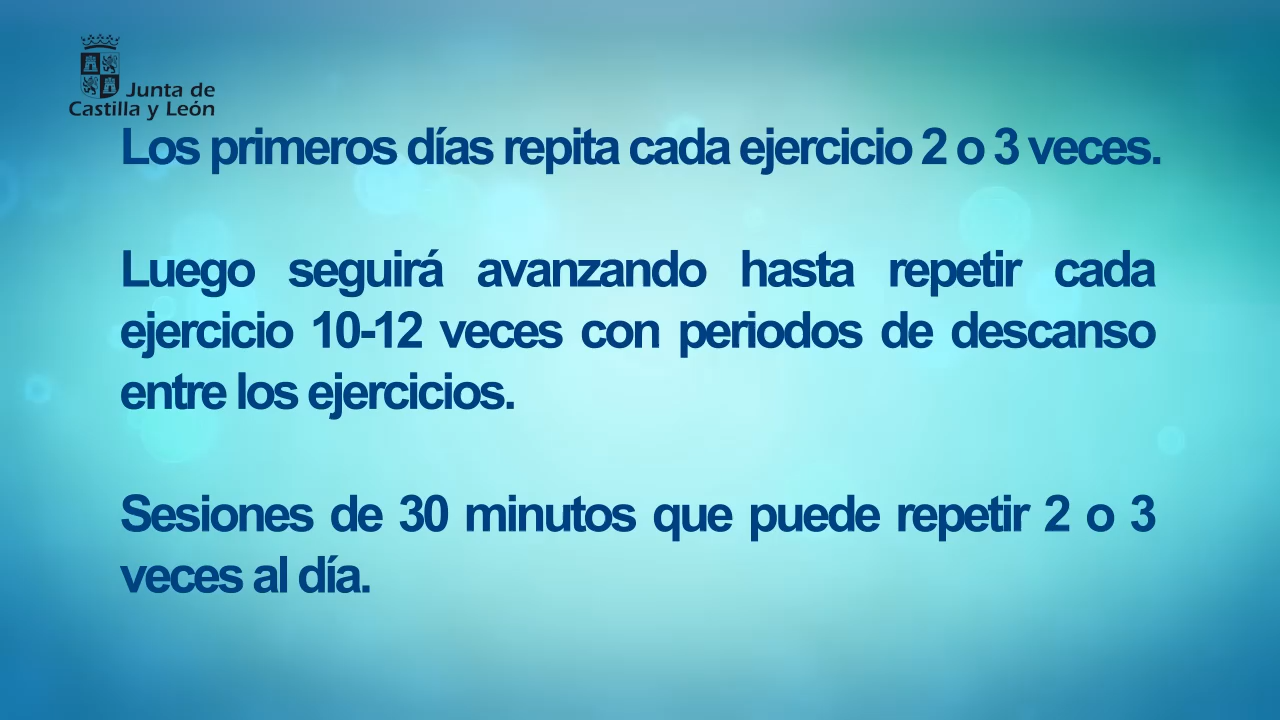 Junta de
Castilla y León
Los primeros días repita cada ejercicio 2 o 3 veces.
Luego seguirá avanzando hasta repetir cada
ejercicio 10-12 veces con periodos de descanso
entre los ejercicios.
Sesiones de 30 minutos que puede repetir 2 o 3
veces al día.